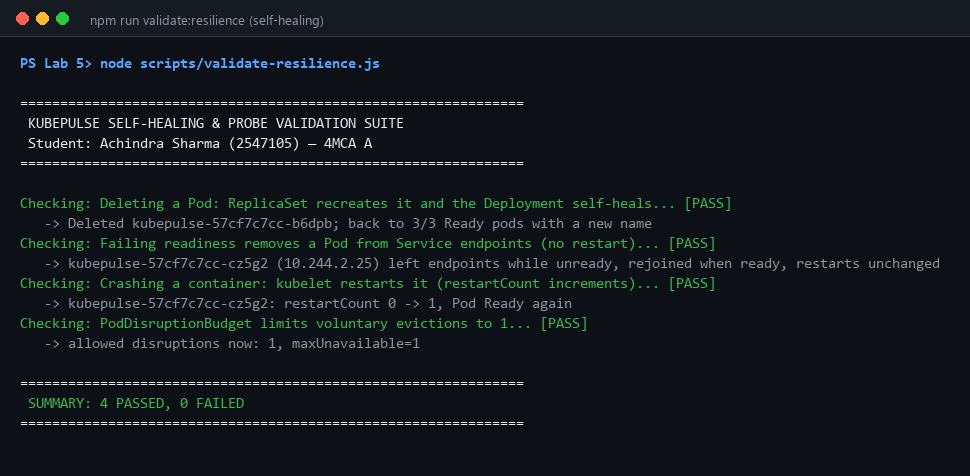 npm run validate:resilience (self-healing)
PS Lab 5> node scripts/validate-resilience.js
==============================================================
KUBEPULSE SELF-HEALING & PROBE VALIDATION SUITE
Student: Achindra Sharma (2547105) — 4MCA A
==============================================================
Checking: Deleting a Pod: ReplicaSet recreates it and the Deployment self-heals... [PASS]
-> Deleted kubepulse-57cf7c7cc-b6dpb; back to 3/3 Ready pods with a new name
Checking: Failing readiness removes a Pod from Service endpoints (no restart)... [PASS]
-> kubepulse-57cf7c7cc-cz5g2 (10.244.2.25) left endpoints while unready, rejoined when ready, restarts unchanged
Checking: Crashing a container: kubelet restarts it (restartCount increments)... [PASS]
-> kubepulse-57cf7c7cc-cz5g2: restartCount 0 -> 1, Pod Ready again
Checking: PodDisruptionBudget limits voluntary evictions to 1... [PASS]
-> allowed disruptions now: 1, maxUnavailable=1
==============================================================
SUMMARY: 4 PASSED, 0 FAILED
==============================================================